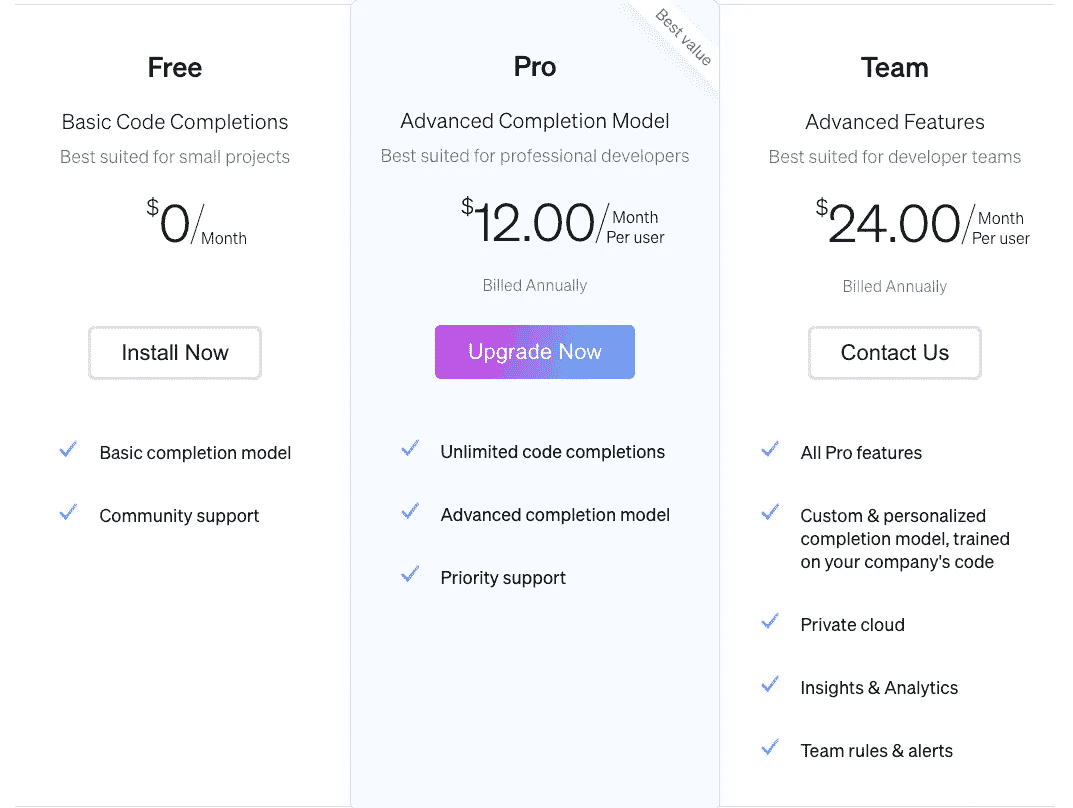 Best value
Free
Basic Code Completions
Best suited for small projects
$0/Month
Install Now
Basic completion model
Community support
Pro
Advanced Completion Model
Best suited for professional developers
$12.00/Month
Per user
Billed Annually
Upgrade Now
Unlimited code completions
Advanced completion model
Priority support
Team
Advanced Features
Best suited for developer teams
$24.00/Month
Per user
Billed Annually
Contact Us
All Pro features
Custom & personalized
completion model, trained
on your company's code
Private cloud
Insights & Analytics
Team rules & alerts